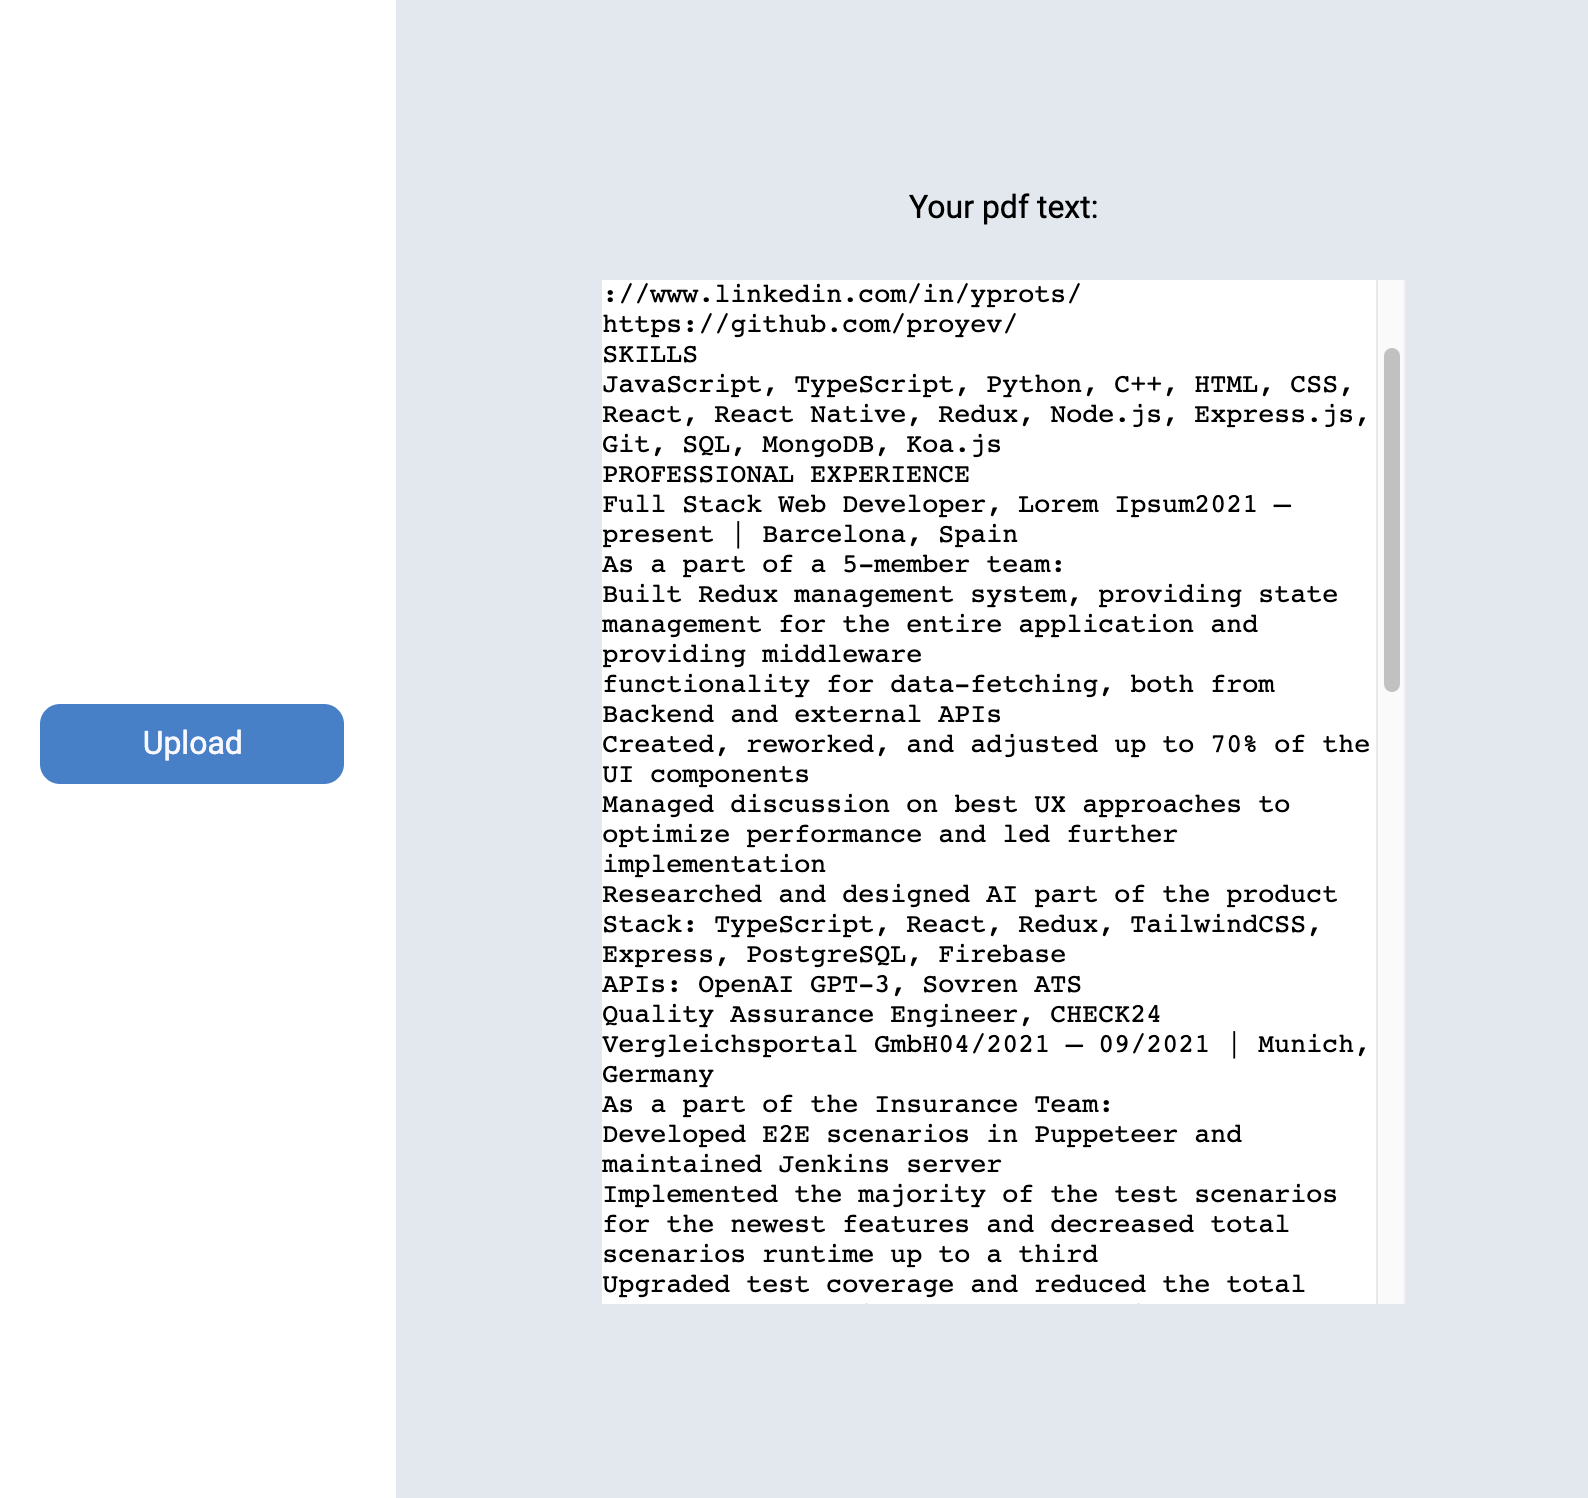 Your pdf text:
://www.linkedin.com/in/yprots/
https://github.com/proyev/
SKILLS
JavaScript, TypeScript, Python, C++, HTML, CSS,
React, React Native, Redux, Node.js, Express.js,
Git, SQL, MongoDB, Koa.js
PROFESSIONAL EXPERIENCE
Full Stack Web Developer, Lorem Ipsum2021 –
present | Barcelona, Spain
As a part of a 5-member team:
Built Redux management system, providing state
management for the entire application and
providing middleware
functionality for data-fetching, both from
Backend and external APIs
Created, reworked, and adjusted up to 70% of the
UI components
Managed discussion on best UX approaches to
optimize performance and led further
implementation
Researched and designed AI part of the product
Stack: TypeScript, React, Redux, TailwindCSS,
Express, PostgreSQL, Firebase
APIs: OpenAI GPT-3, Sovren ATS
Quality Assurance Engineer, CHECK24
Vergleichsportal GmbH04/2021 – 09/2021 | Munich,
Germany
As a part of the Insurance Team:
Developed E2E scenarios in Puppeteer and
maintained Jenkins server
Implemented the majority of the test scenarios
for the newest features and decreased total
scenarios runtime up to a third
Upgraded test coverage and reduced the total
Upload